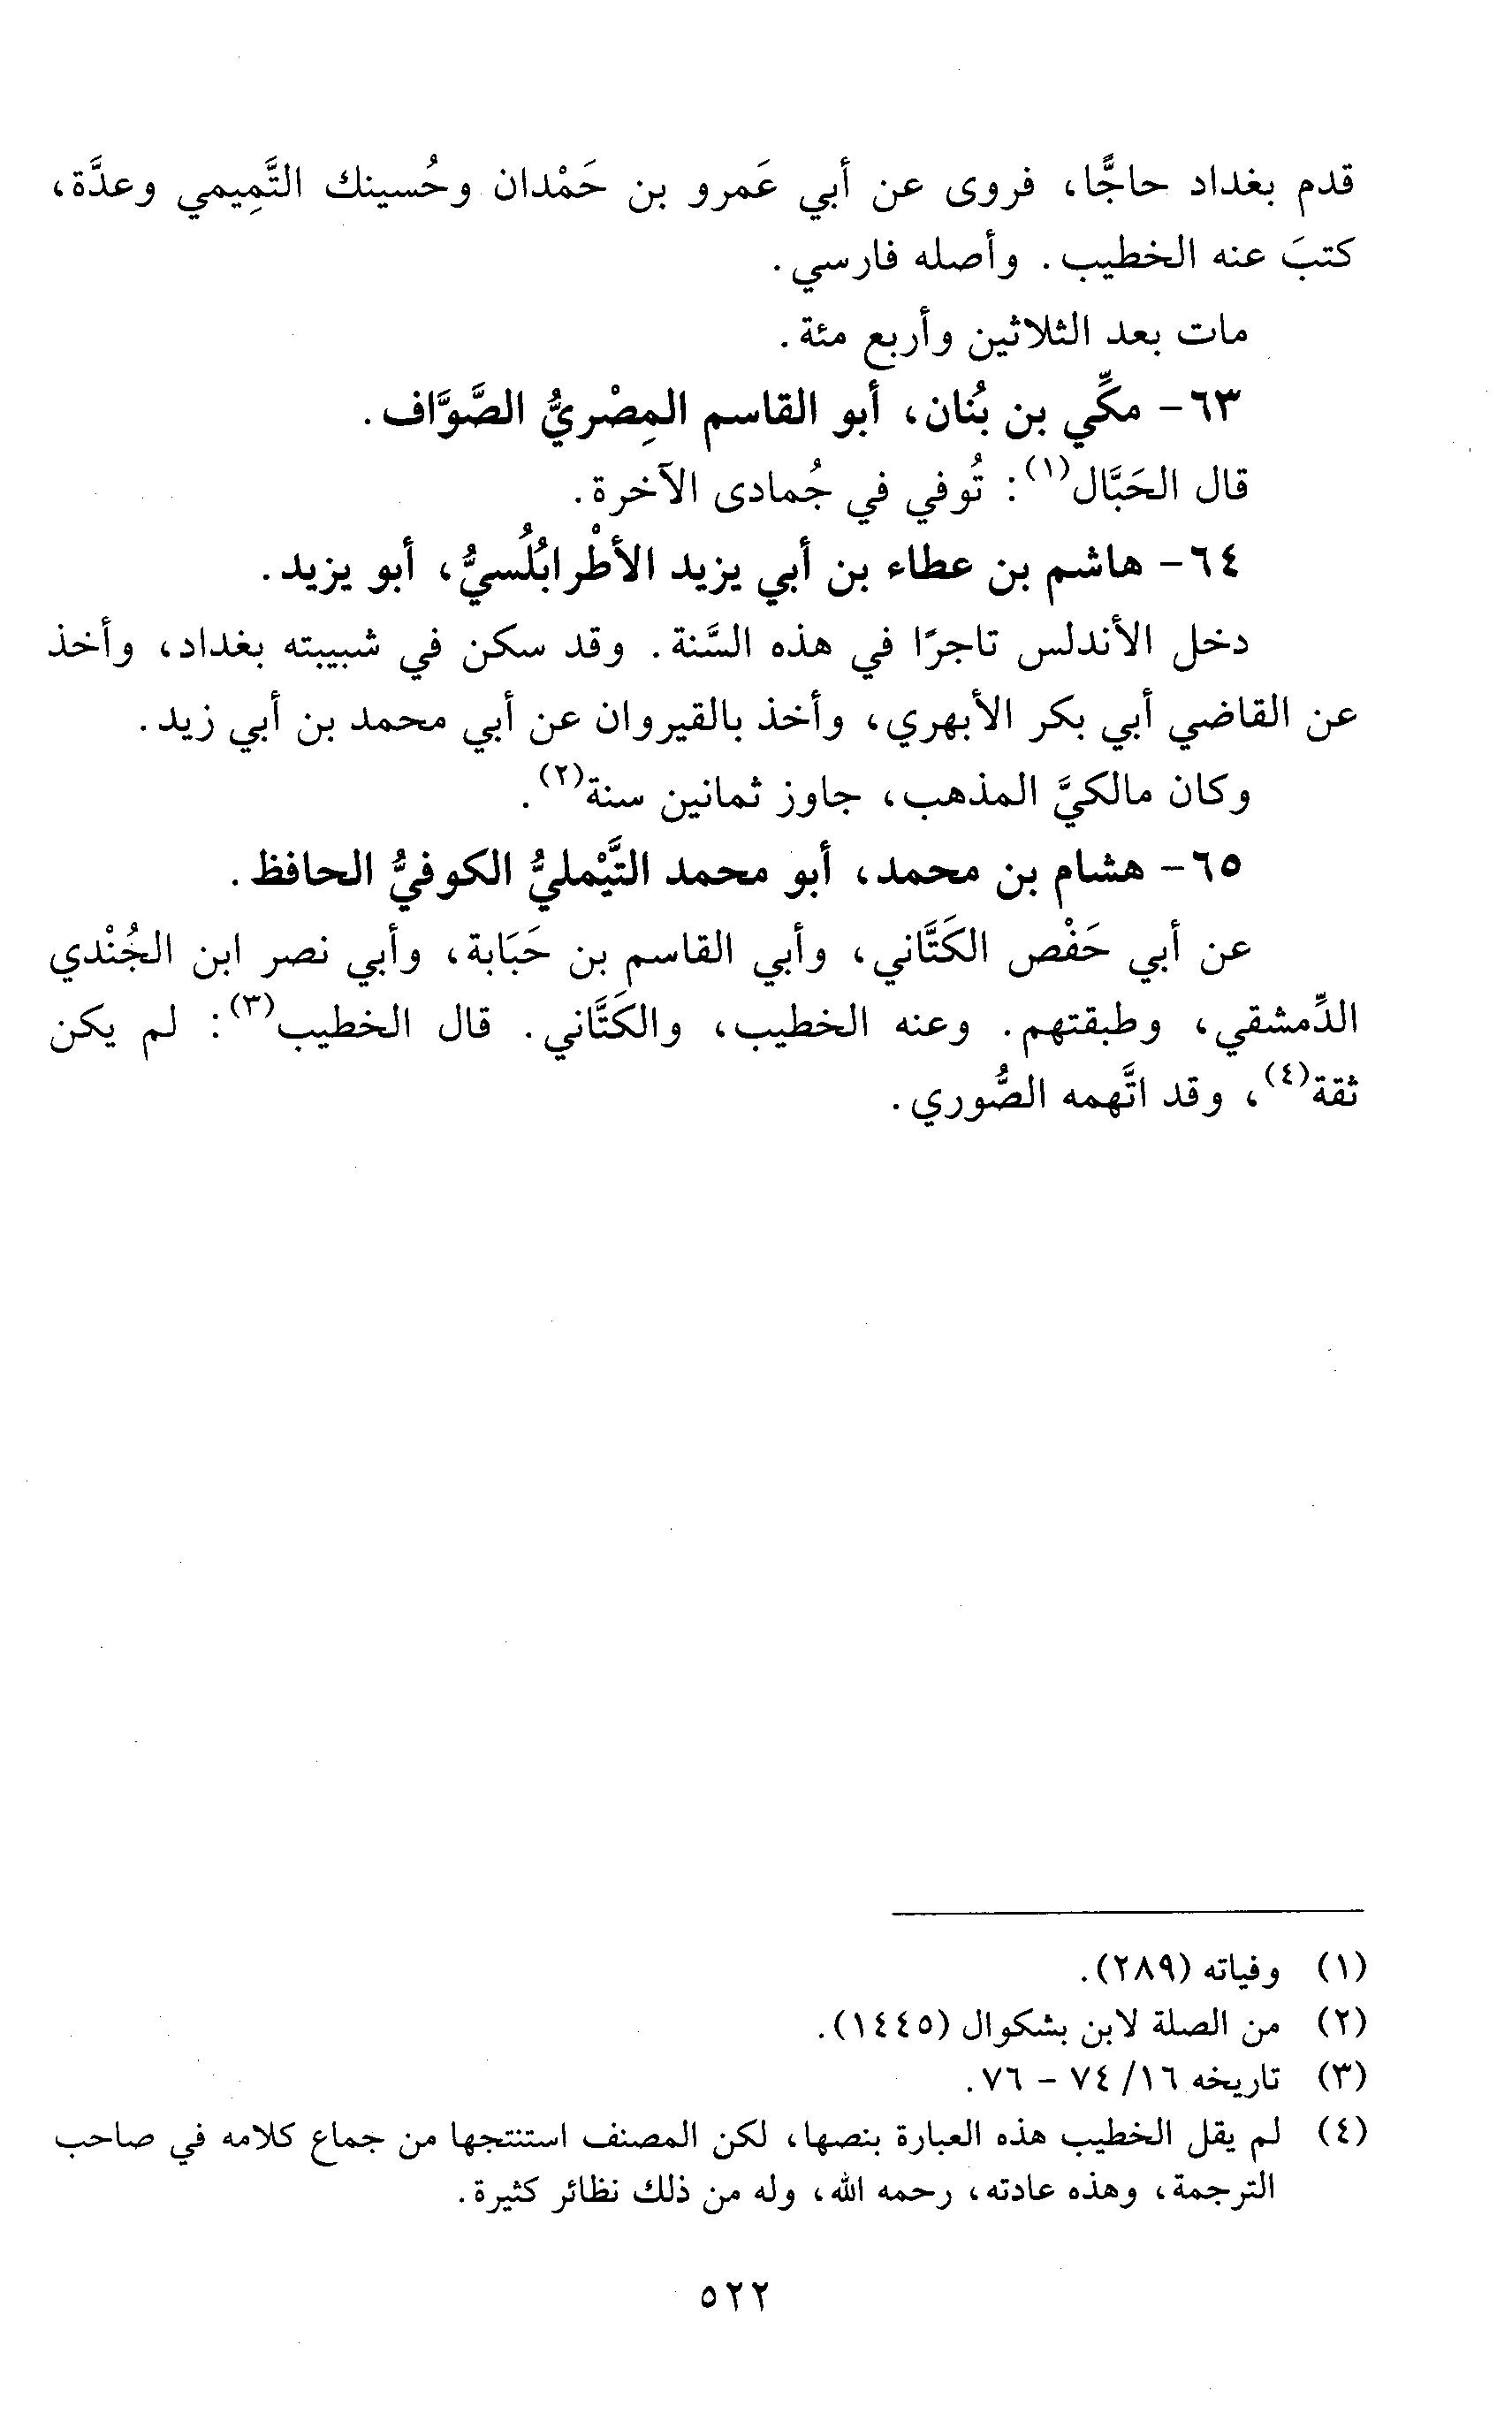 قدم بغداد حاجًّا، فروى عن أبي عَمرو بن حَمْدان وحُسينك التَّمِيمي وعدَّة،
كتبَ عنه الخطيب. وأصله فارسي.
مات بعد الثلاثين وأربع مئة.
٦٣- مكِّي بن بُنان، أبو القاسم المِصْريُّ الصَّوَّاف.
قال الحَبَّال(١): تُوفي في جُمادى الآخرة.
٦٤- هاشم بن عطاء بن أبي يزيد الأطْرابُلُسيُّ، أبو يزيد.
دخل الأندلس تاجرًا في هذه السَّنة. وقد سكن في شبيبته بغداد، وأخذ
عن القاضي أبي بكر الأبهري، وأخذ بالقيروان عن أبي محمد بن أبي زيد.
وكان مالكيَّ المذهب، جاوز ثمانين سنة(٢).
٦٥- هشام بن محمد، أبو محمد التَّيْمليُّ الكوفيُّ الحافظ.
عن أبي حَفْص الكَتَّاني، وأبي القاسم بن حَبَابة، وأبي نصر ابن الجُنْدي
الدِّمشقي، وطبقتهم. وعنه الخطيب، والكَتَّاني. قال الخطيب(٣): لم يكن
ثقة(٤)، وقد اتَّهمه الصُّوري.
(١) وفياته (٢٨٩).
(٢) من الصلة لابن بشكوال (١٤٤٥).
(٣) تاريخه ١٦/ ٧٤ - ٧٦.
(٤) لم يقل الخطيب هذه العبارة بنصها، لكن المصنف استنتجها من جماع كلامه في صاحب
الترجمة، وهذه عادته، رحمه الله، وله من ذلك نظائر كثيرة.
٥٢٢